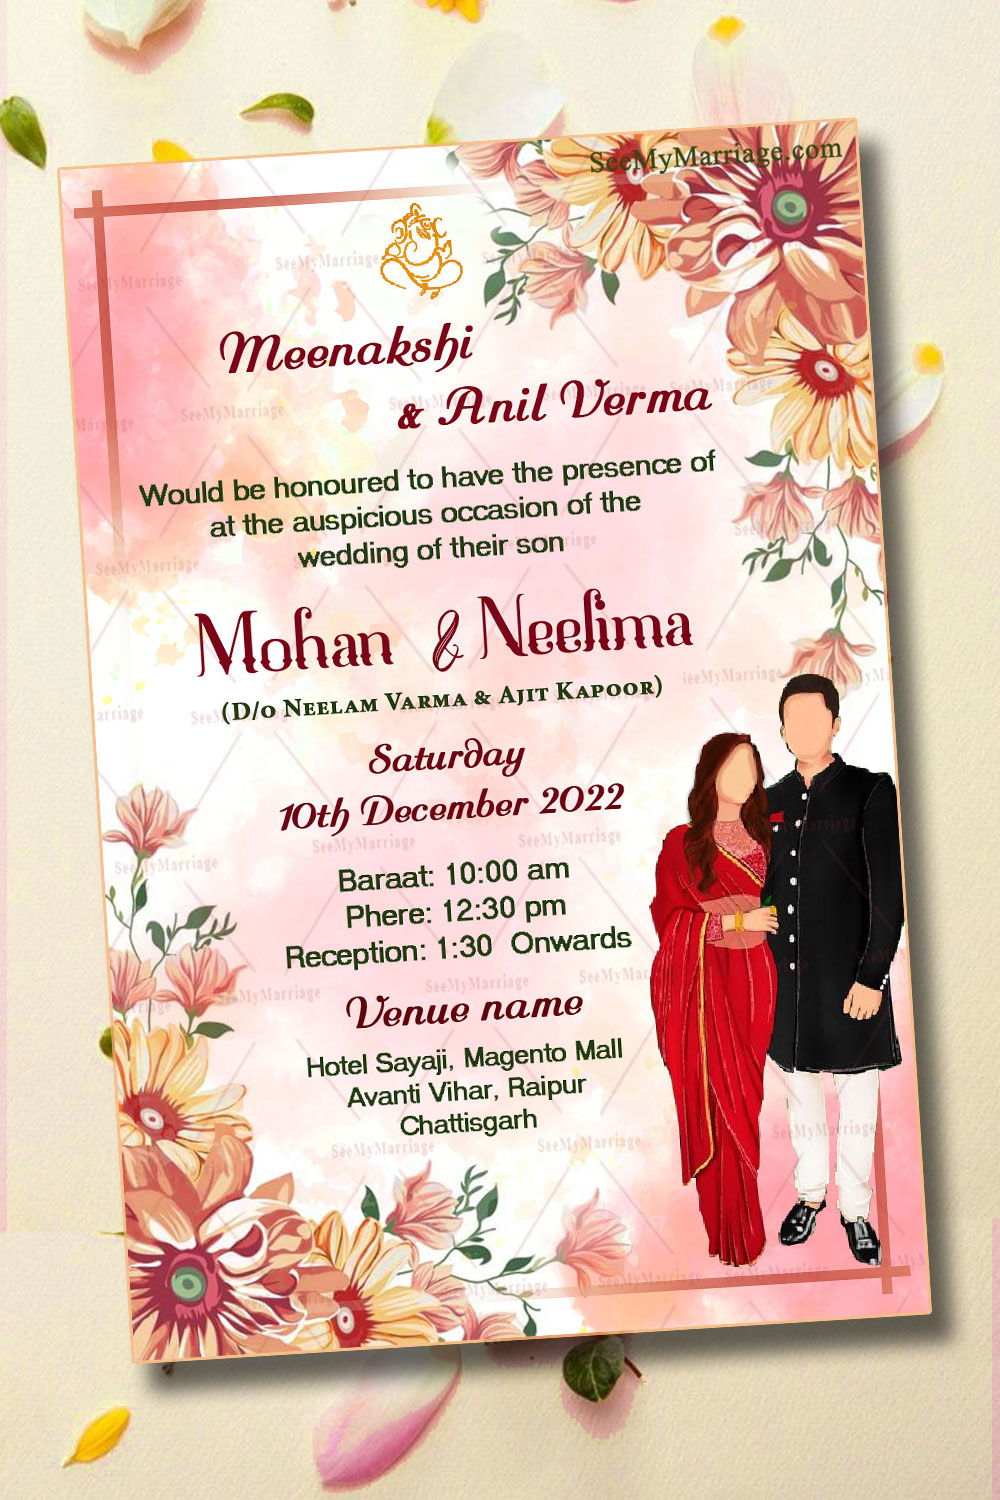 SeeMyMarriage.com
Meenakshi
& Anil Verma
Would be honoured to have the presence of
at the auspicious occasion of the
wedding of their son
Mohan & Neelima
(D/o Neelam Varma & Ajit Kapoor)
Saturday
10th December 2022
Baraat: 10:00 am
Phere: 12:30 pm
Reception: 1:30 Onwards
Venue name
Hotel Sayaji, Magento Mall
Avanti Vihar, Raipur
Chattisgarh
SeeMyMarriage